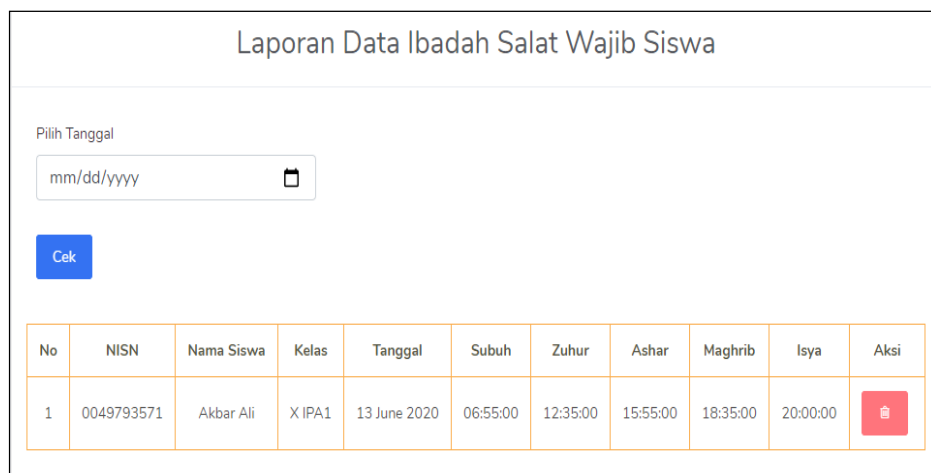 Laporan Data Ibadah Salat Wajib Siswa
Pilih Tanggal
mm/dd/yyyy
Cek
No NISN Nama Siswa Kelas Tanggal Subuh Zuhur Ashar Maghrib Isya Aksi
1 0049793571 Akbar Ali X IPA1 13 June 2020 06:55:00 12:35:00 15:55:00 18:35:00 20:00:00